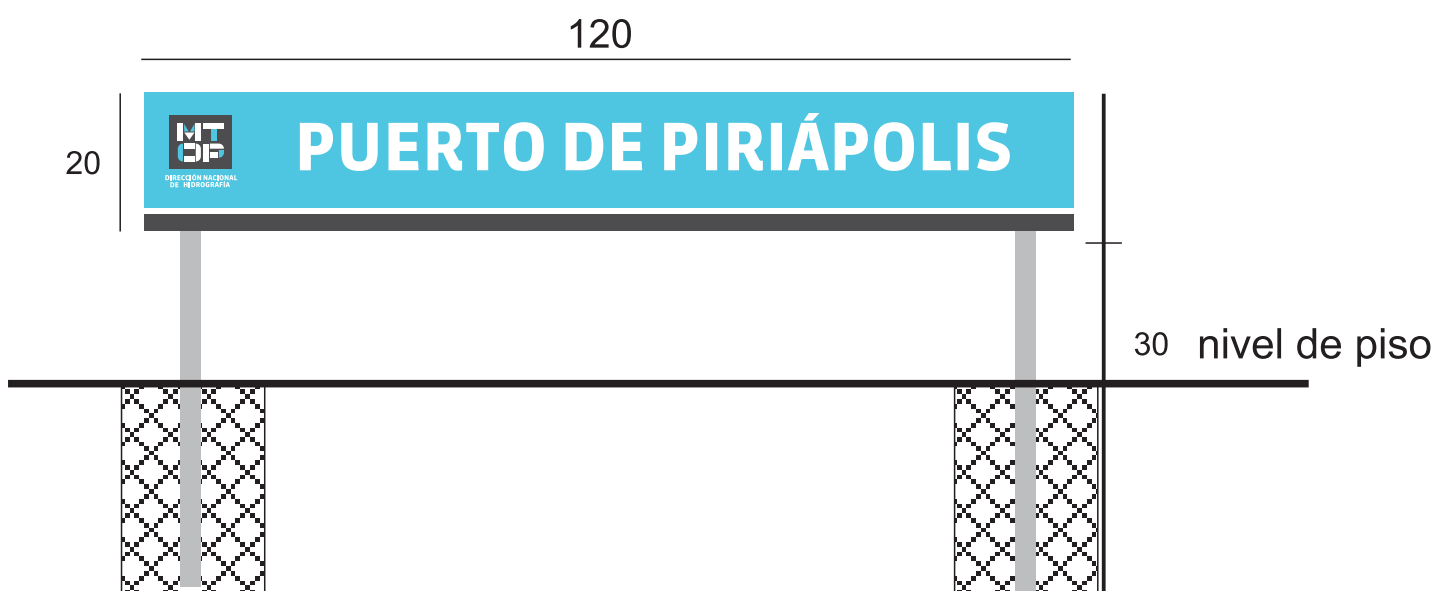 120
20
MT
OP
DIRECCIÓN NACIONAL
DE HIDROGRAFÍA
PUERTO DE PIRIÁPOLIS
30 nivel de piso